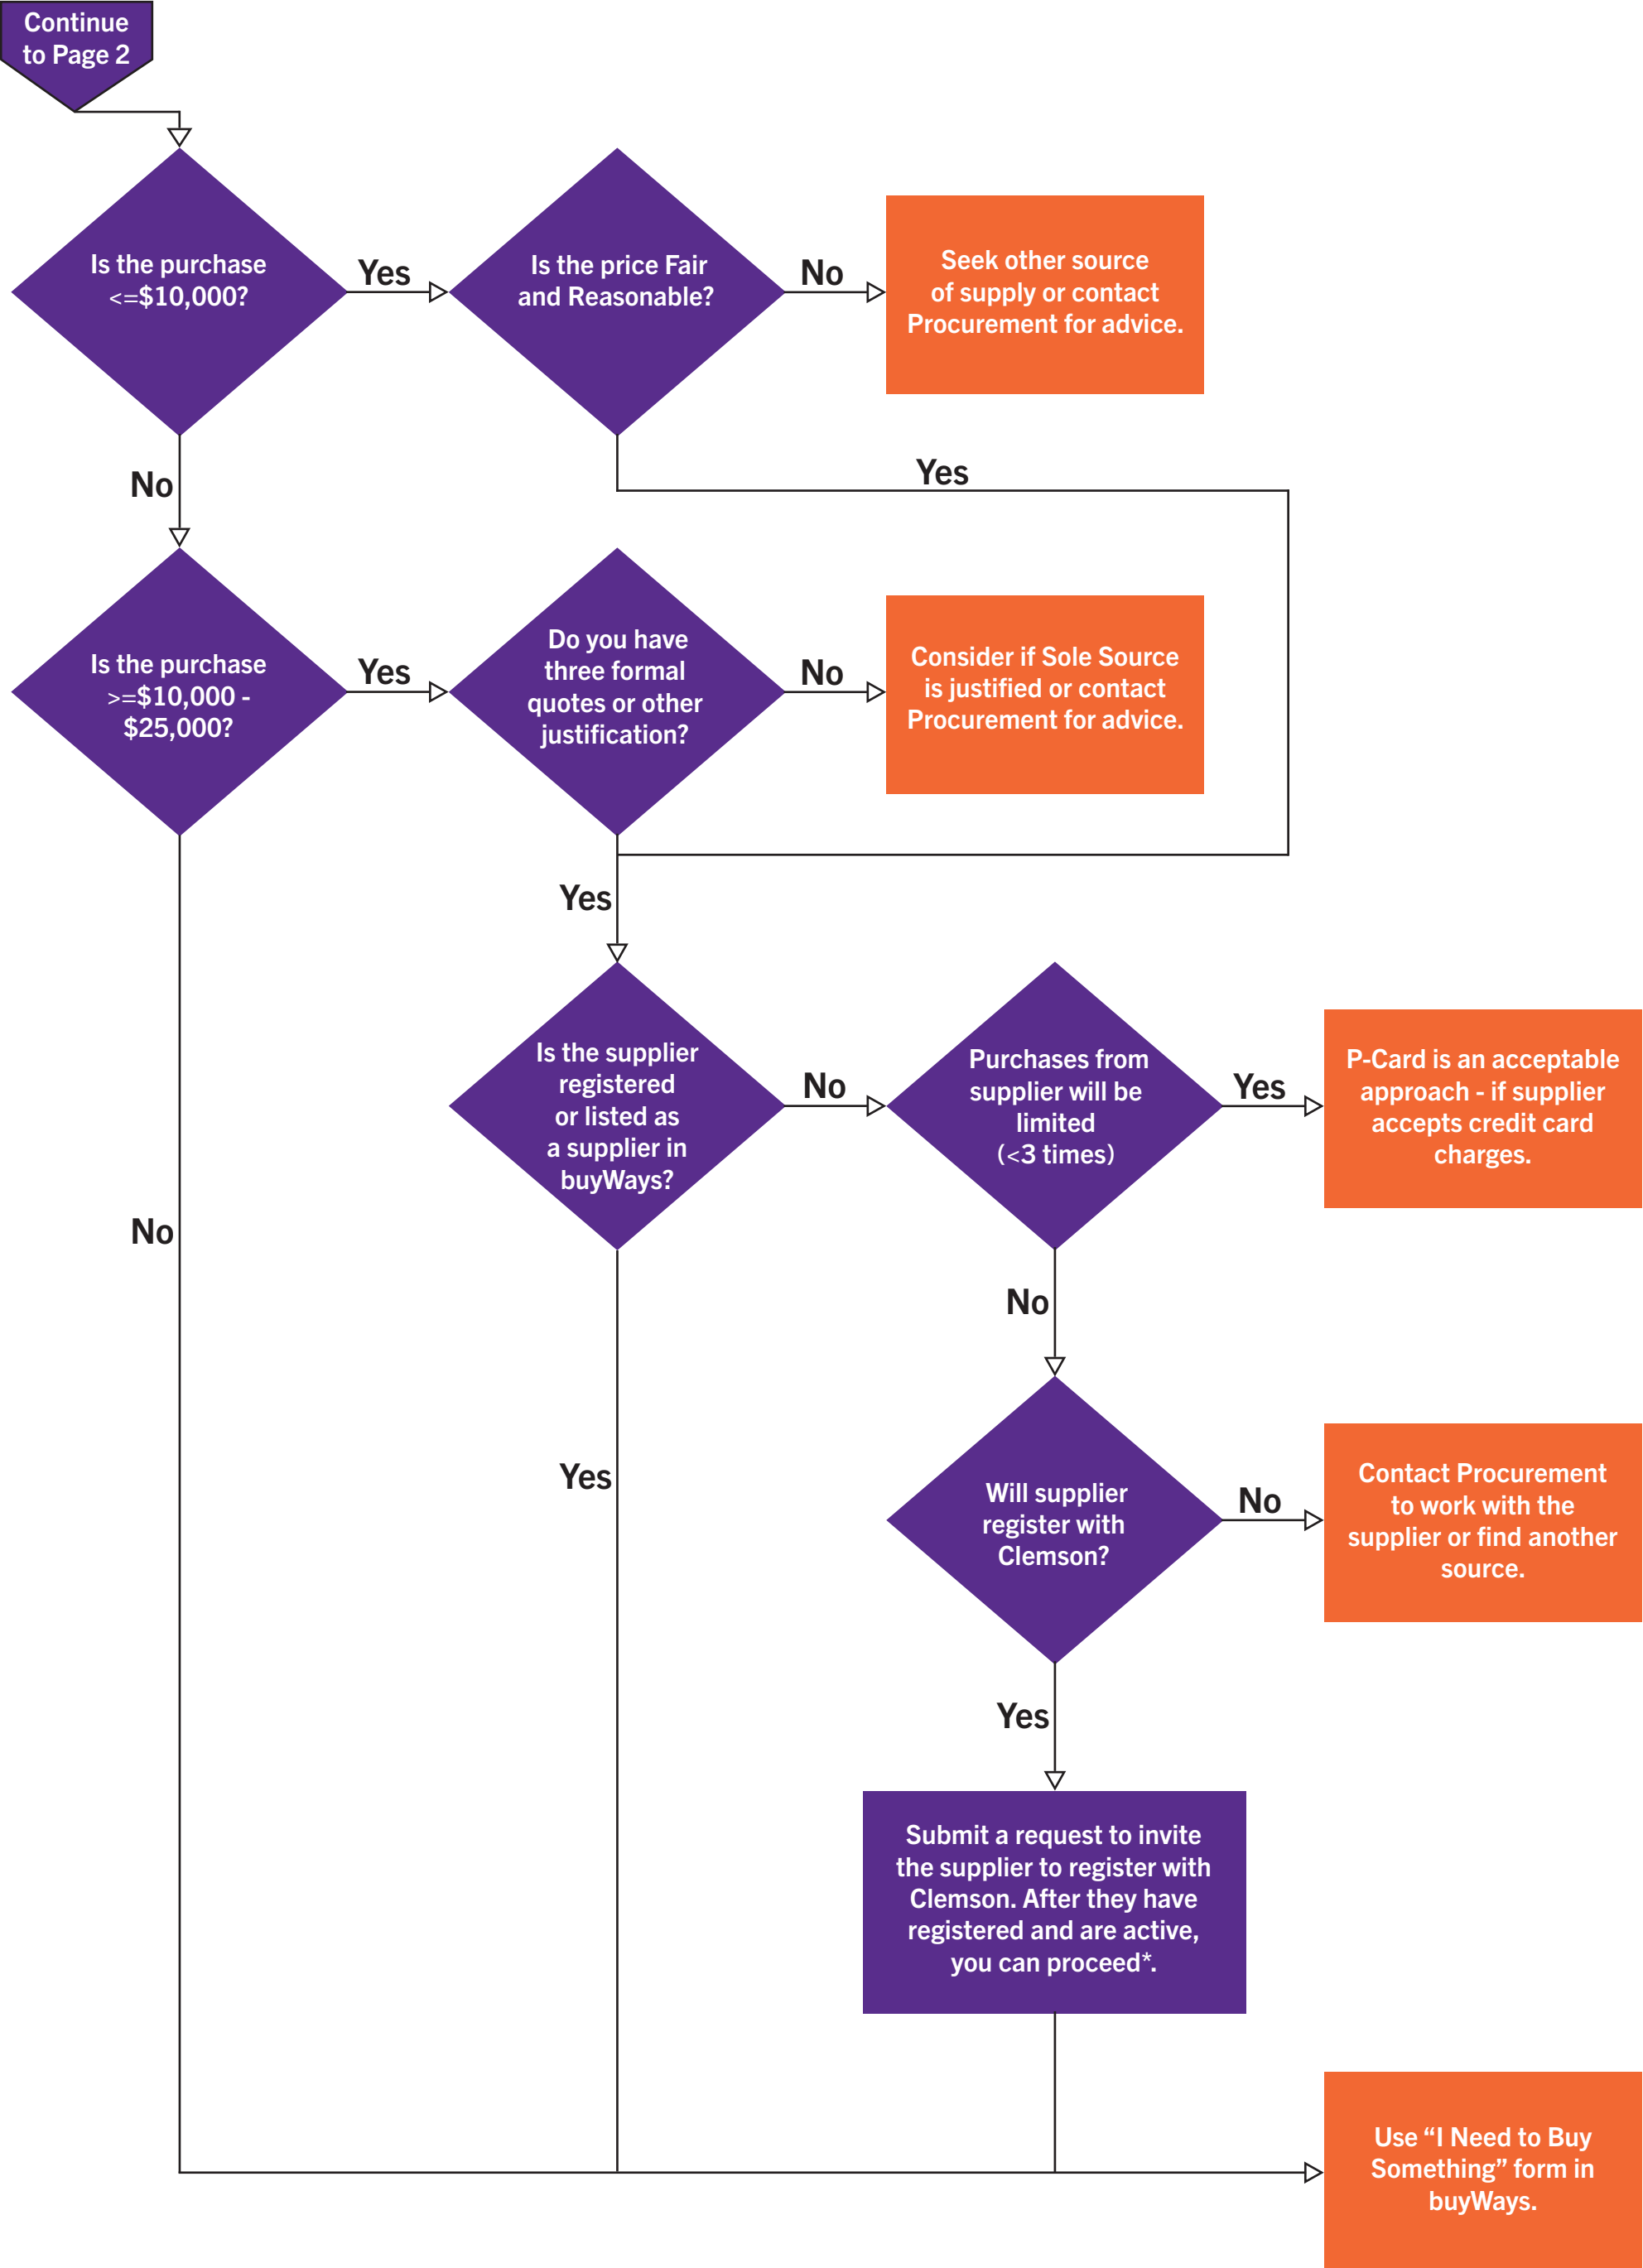 Continue
to Page 2
Is the purchase
<=$10,000?
Yes
Is the price Fair
and Reasonable?
No
Seek other source
of supply or contact
Procurement for advice.
No
Yes
Is the purchase
>=$10,000 -
$25,000?
Yes
Do you have
three formal
quotes or other
justification?
No
Consider if Sole Source
is justified or contact
Procurement for advice.
Yes
Is the supplier
registered
or listed as
a supplier in
buyWays?
No
Purchases from
supplier will be
limited
(<3 times)
Yes
P-Card is an acceptable
approach - if supplier
accepts credit card
charges.
No
No
Yes
Will supplier
register with
Clemson?
No
Contact Procurement
to work with the
supplier or find another
source.
Yes
Submit a request to invite
the supplier to register with
Clemson. After they have
registered and are active,
you can proceed*.
Use “I Need to Buy
Something” form in
buyWays.